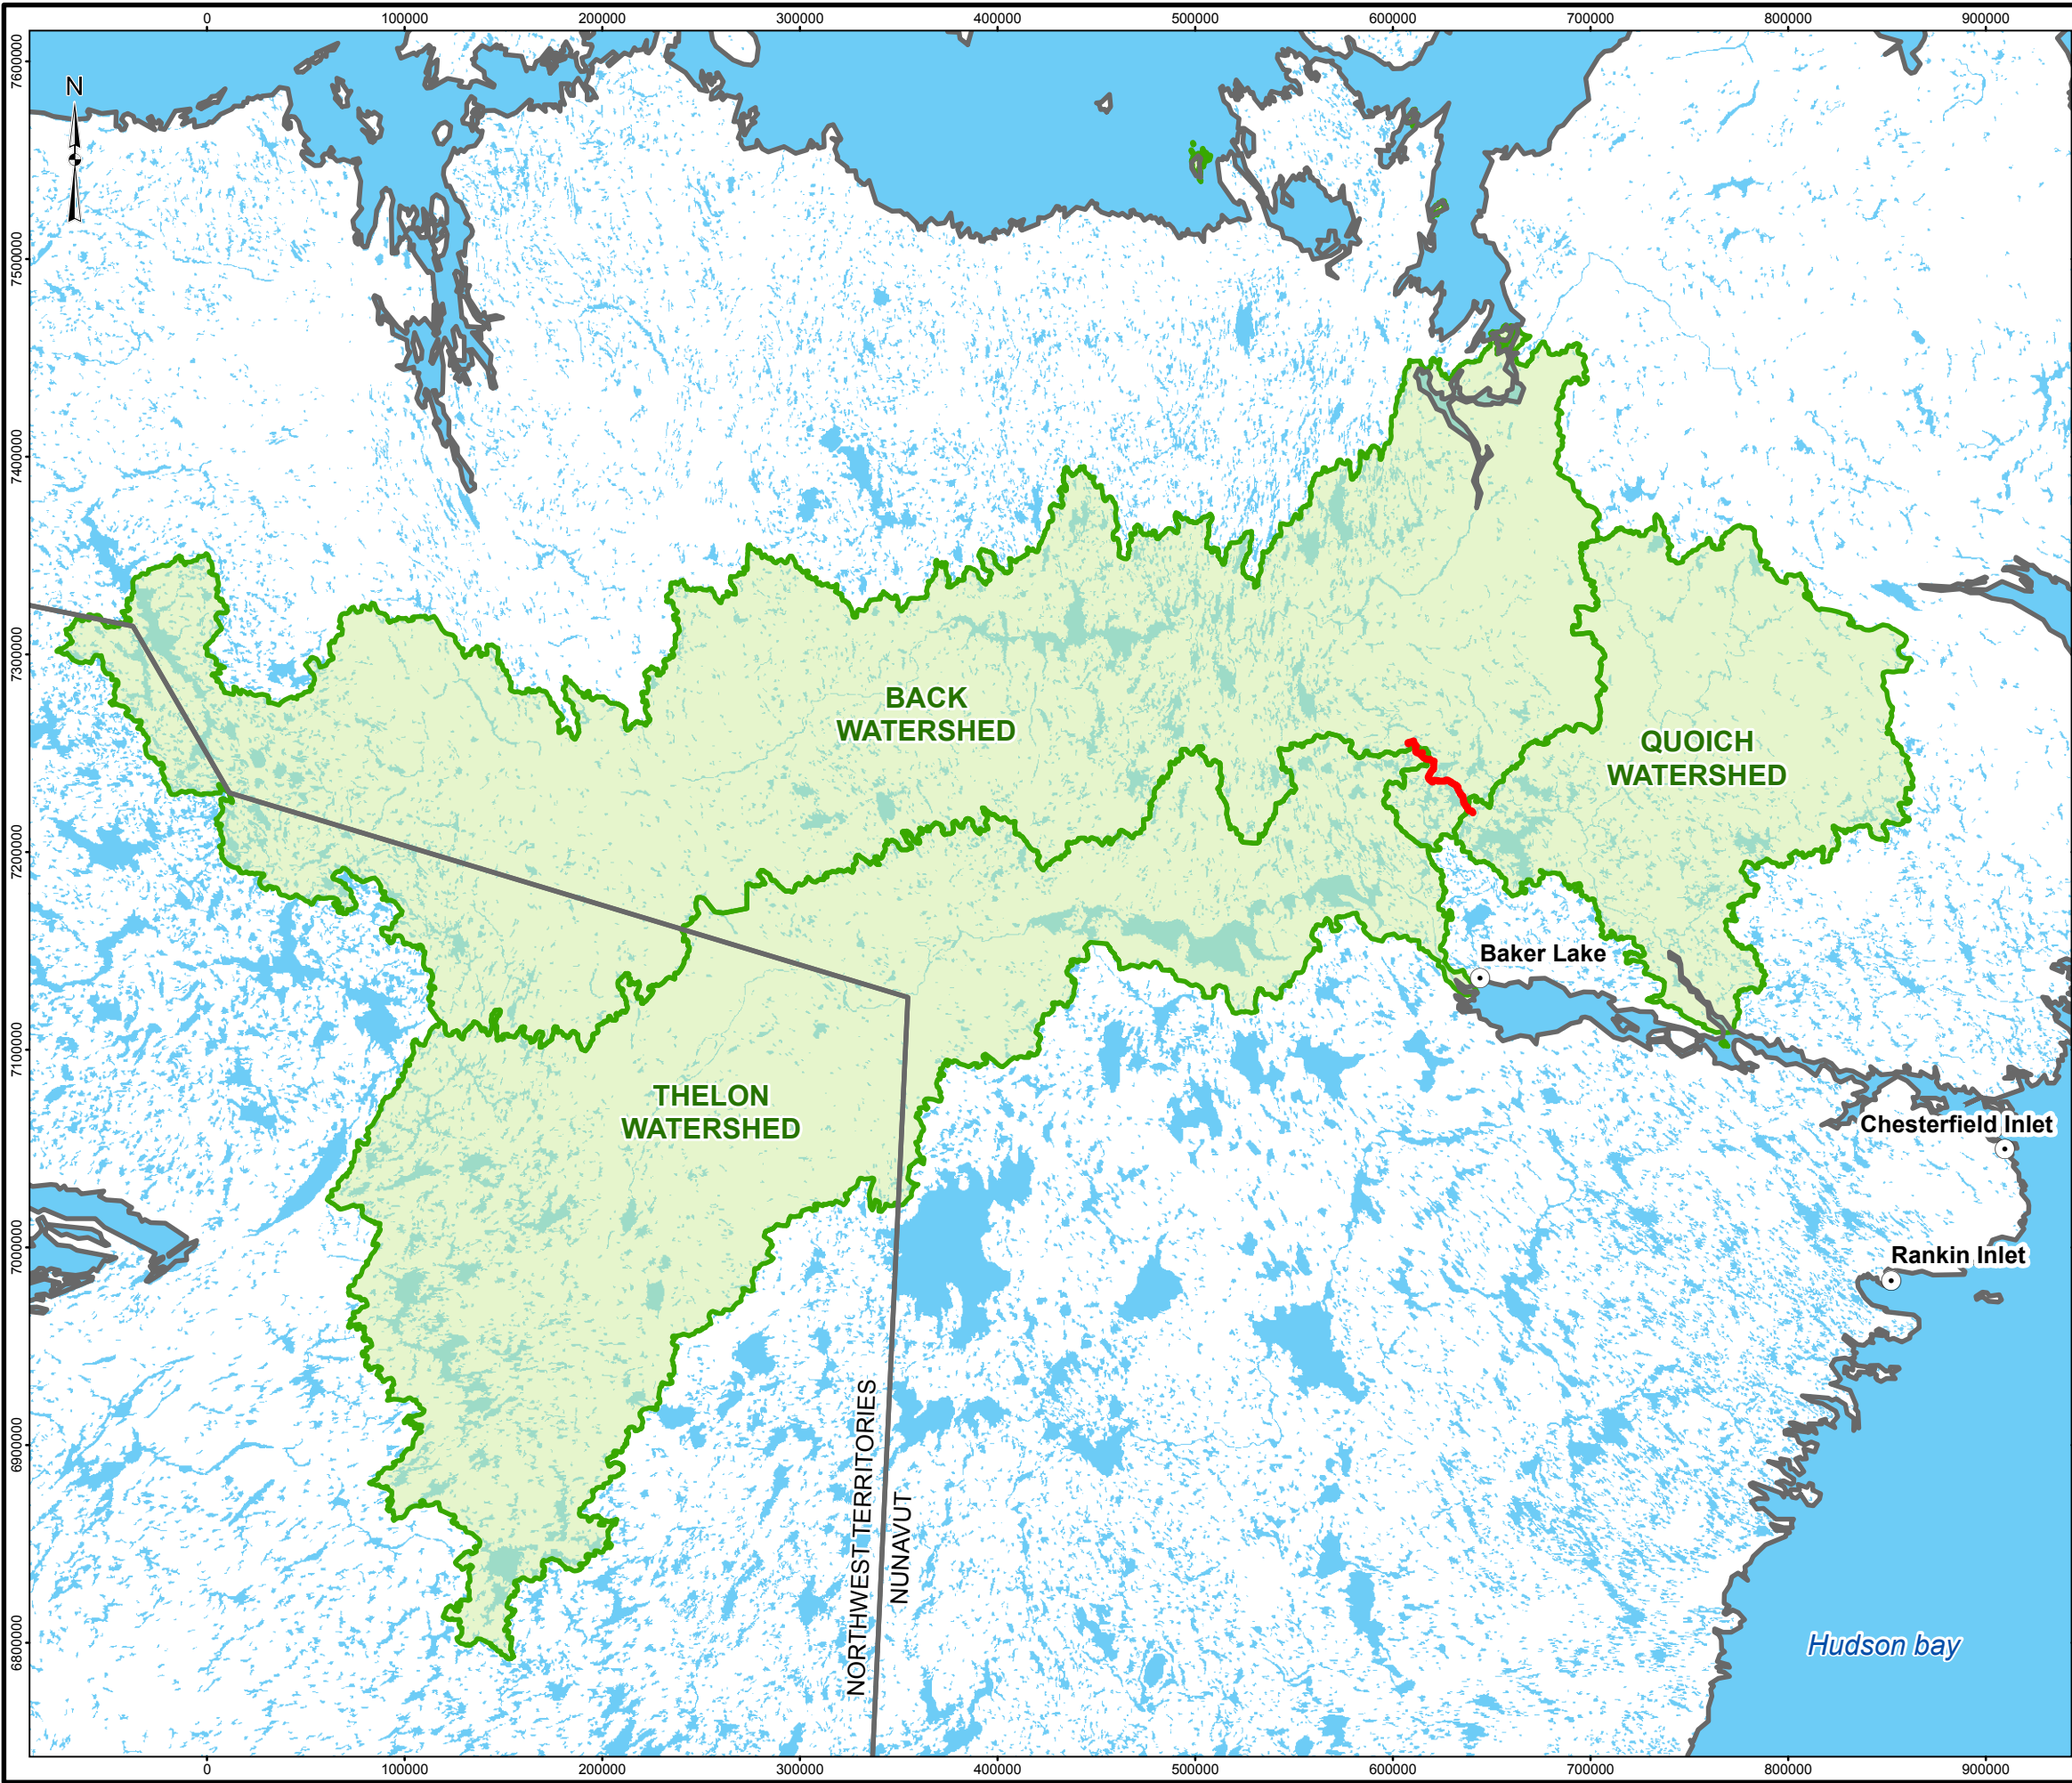 0 100000 200000 300000 400000 500000 600000 700000 800000 900000
7600000
N
7500000
7400000
7300000
BACK
WATERSHED
QUOICH
WATERSHED
7200000
Baker Lake
7100000
THELON
WATERSHED
Chesterfield Inlet
7000000
Rankin Inlet
6900000
NORTHWEST TERRITORIES
NUNAVUT
6800000
Hudson bay
0 100000 200000 300000 400000 500000 600000 700000 800000 900000